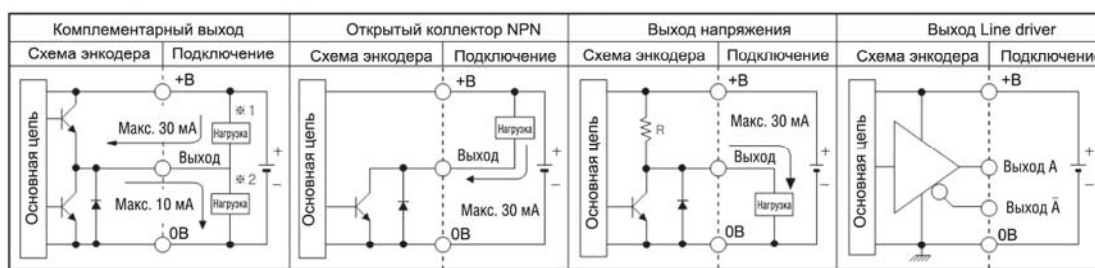 Комплементарный выход
Схема энкодера Подключение
Основная цепь
+В
※1
Нагрузка
Макс. 30 мА
Выход
+
−
※2
Нагрузка
Макс. 10 мА
0В
Открытый коллектор NPN
Схема энкодера Подключение
Основная цепь
+В
Нагрузка
Выход
+
−
Макс. 30 мА
0В
Выход напряжения
Схема энкодера Подключение
Основная цепь
+В
R
Макс. 30 мА
Выход
+
−
Нагрузка
0В
Выход Line driver
Схема энкодера Подключение
Основная цепь
+В
Выход А
+
−
Выход Ā
0В